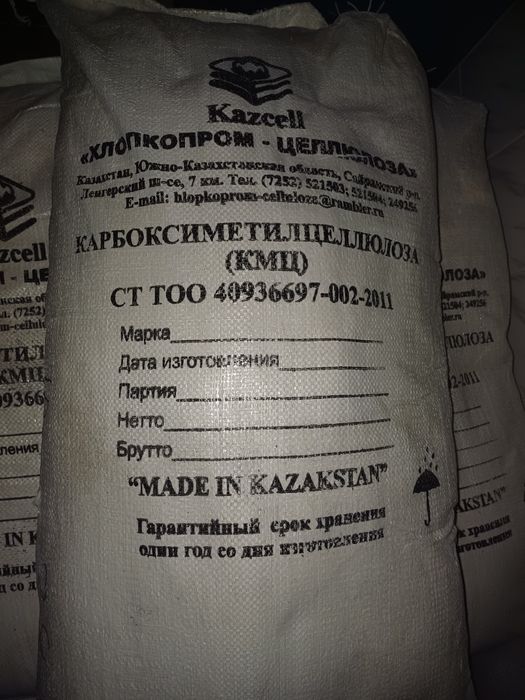 Kazcell
«ХЛОПКОПРОМ - ЦЕЛЛЮЛОЗА»
Казахстан, Южно-Казахстанская область, Сайрамский р-н,
Ленгерский ш-се, 7 км. Тел. (7252) 521503; 521504; 249256
E-mail: hlopkoprom-celluloza@rambler.ru
КАРБОКСИМЕТИЛЦЕЛЛЮЛОЗА
(КМЦ)
СТ ТОО 40936697-002-2011
Марка
Дата изготовления
Партия
Нетто
Брутто
"MADE IN KAZAKSTAN"
Гарантийный срок хранения
один год со дня изготовления